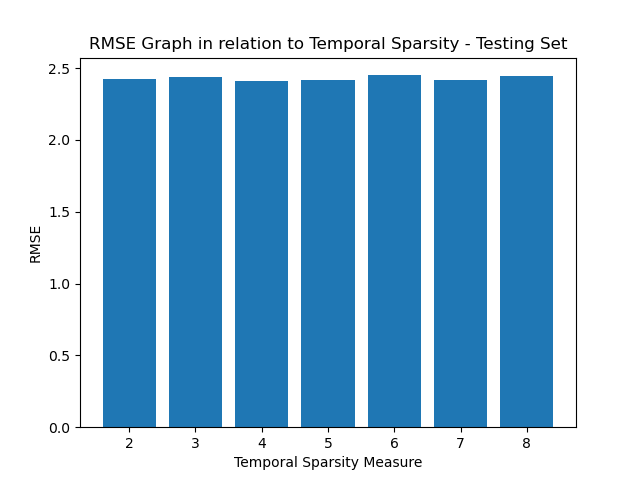 RMSE Graph in relation to Temporal Sparsity - Testing Set
2.5
2.0
1.5
1.0
0.5
0.0
RMSE
2 3 4 5 6 7 8
Temporal Sparsity Measure